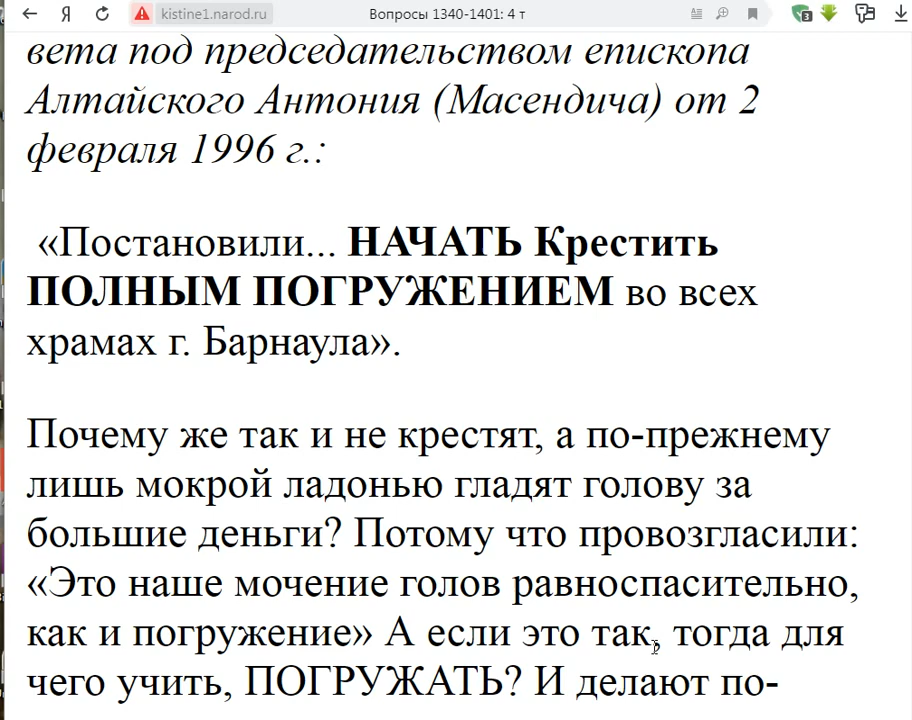 kistine1.narod.ru
Вопросы 1340-1401: 4 т
3
вета под председательством епископа
Алтайского Антония (Масендича) от 2
февраля 1996 г.:
«Постановили... НАЧАТЬ Крестить
ПОЛНЫМ ПОГРУЖЕНИЕМ во всех
храмах г. Барнаула».
Почему же так и не крестят, а по-прежнему
лишь мокрой ладонью гладят голову за
большие деньги? Потому что провозгласили:
«Это наше мочение голов равноспасительно,
как и погружение» А если это так, тогда для
чего учить, ПОГРУЖАТЬ? И делают по-